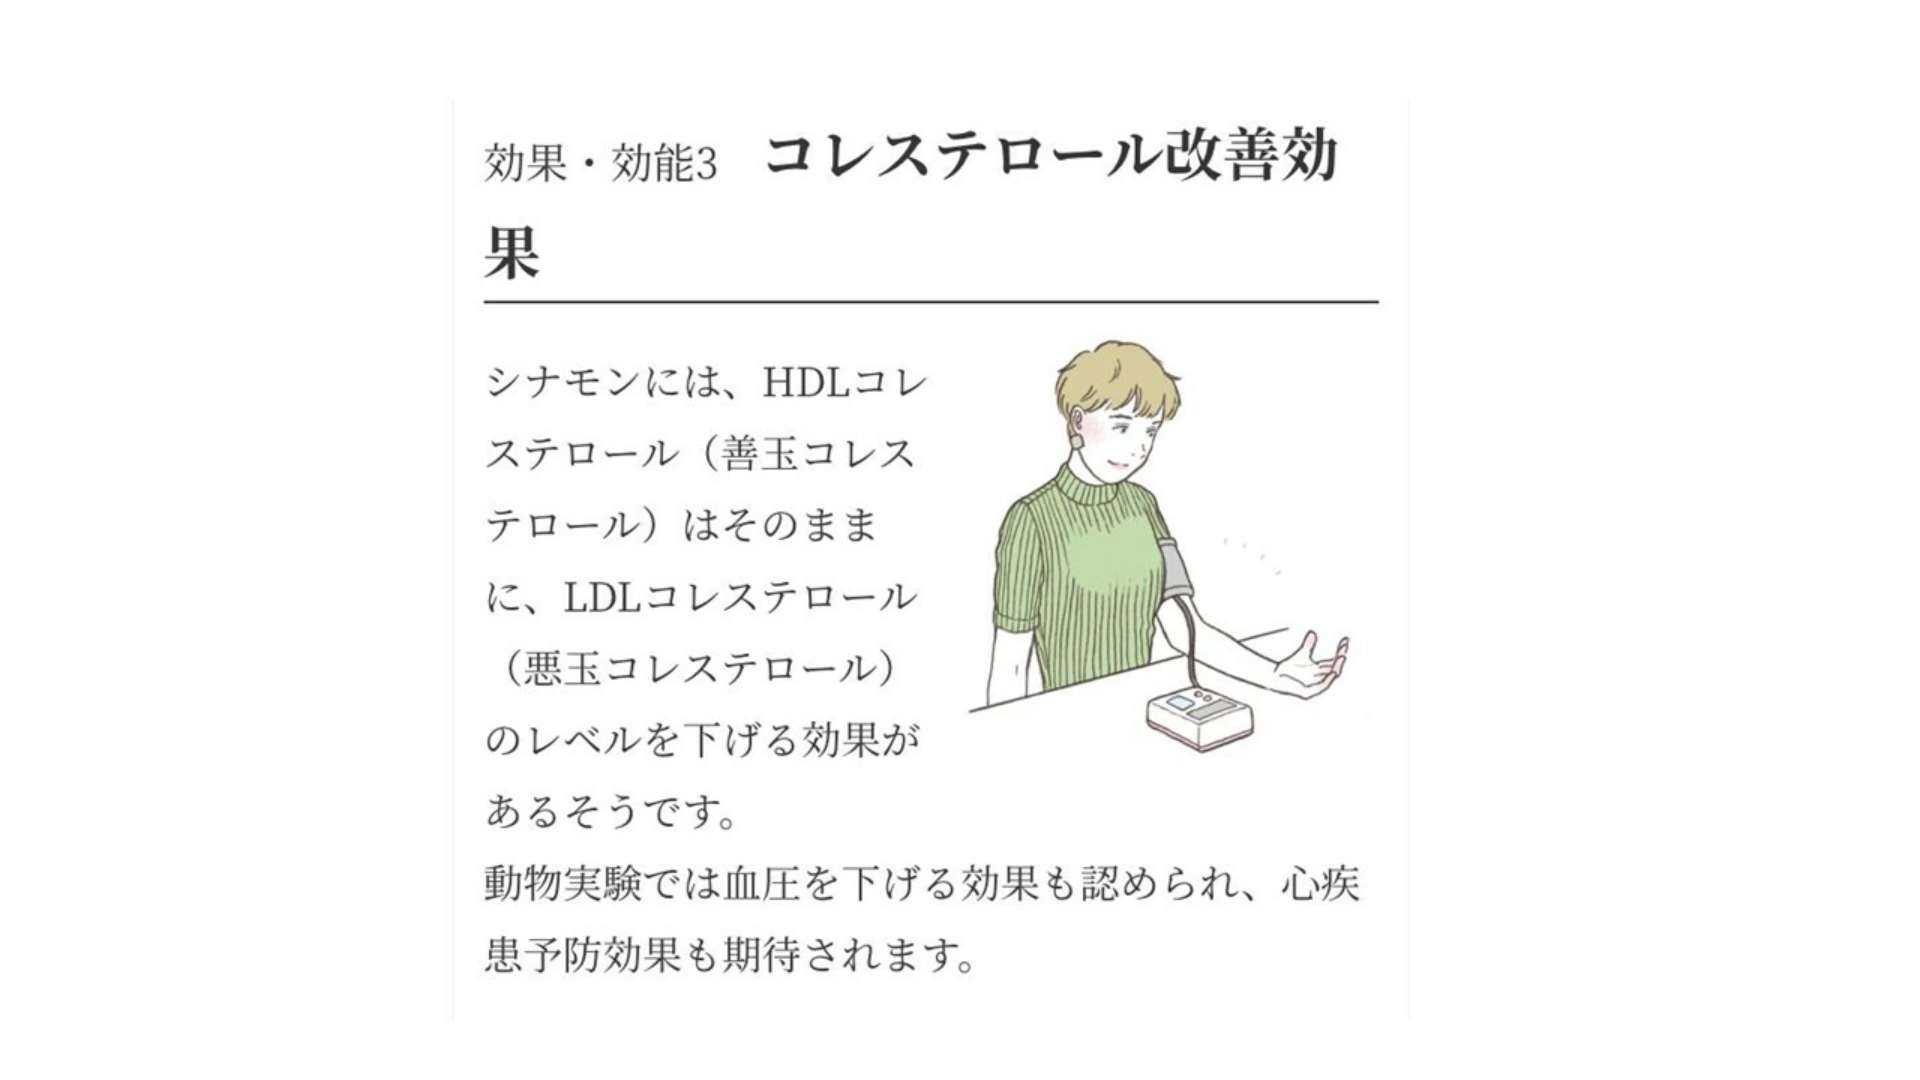 効果・効能3　コレステロール改善効
果
シナモンには、HDLコレ
ステロール（善玉コレス
テロール）はそのまま
に、LDLコレステロール
（悪玉コレステロール）
のレベルを下げる効果が
あるそうです。
動物実験では血圧を下げる効果も認められ、心疾
患予防効果も期待されます。